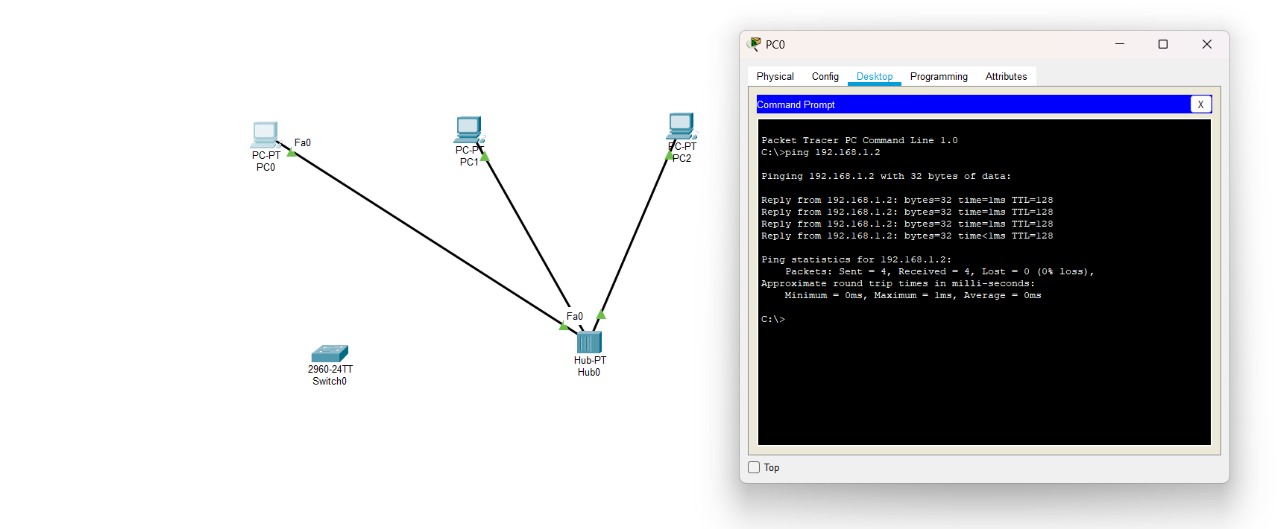 Fa0
PC-PT
PC0
PC-PT
PC1
PC-PT
PC2
Fa0
Hub-PT
Hub0
2960-24TT
Switch0
PC0
Physical Config Desktop Programming Attributes
Command Prompt
X
Packet Tracer PC Command Line 1.0
C:\>ping 192.168.1.2
Pinging 192.168.1.2 with 32 bytes of data:
Reply from 192.168.1.2: bytes=32 time=1ms TTL=128
Reply from 192.168.1.2: bytes=32 time=1ms TTL=128
Reply from 192.168.1.2: bytes=32 time=1ms TTL=128
Reply from 192.168.1.2: bytes=32 time<1ms TTL=128
Ping statistics for 192.168.1.2:
Packets: Sent = 4, Received = 4, Lost = 0 (0% loss),
Approximate round trip times in milli-seconds:
Minimum = 0ms, Maximum = 1ms, Average = 0ms
C:\>
Top